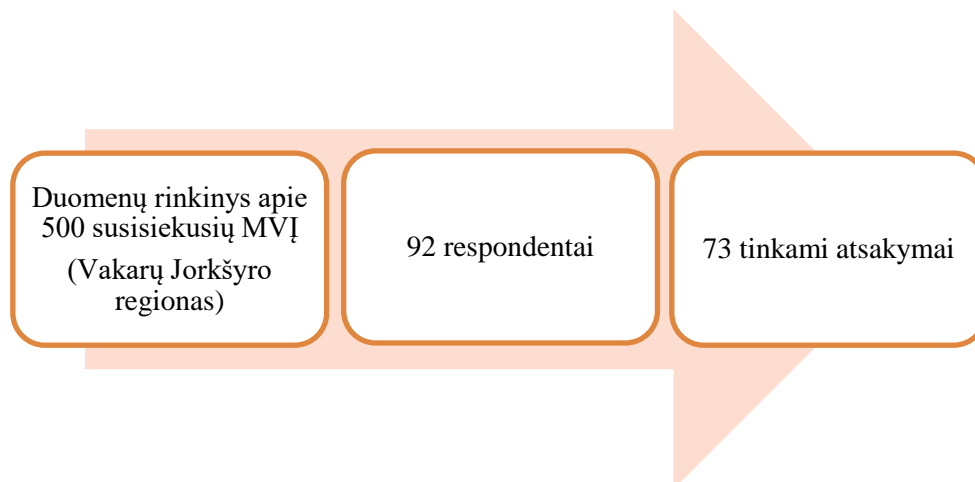 Duomenų rinkinys apie
500 susisiekusių MVĮ
(Vakarų Jorkšyro
regionas)
92 respondentai
73 tinkami atsakymai